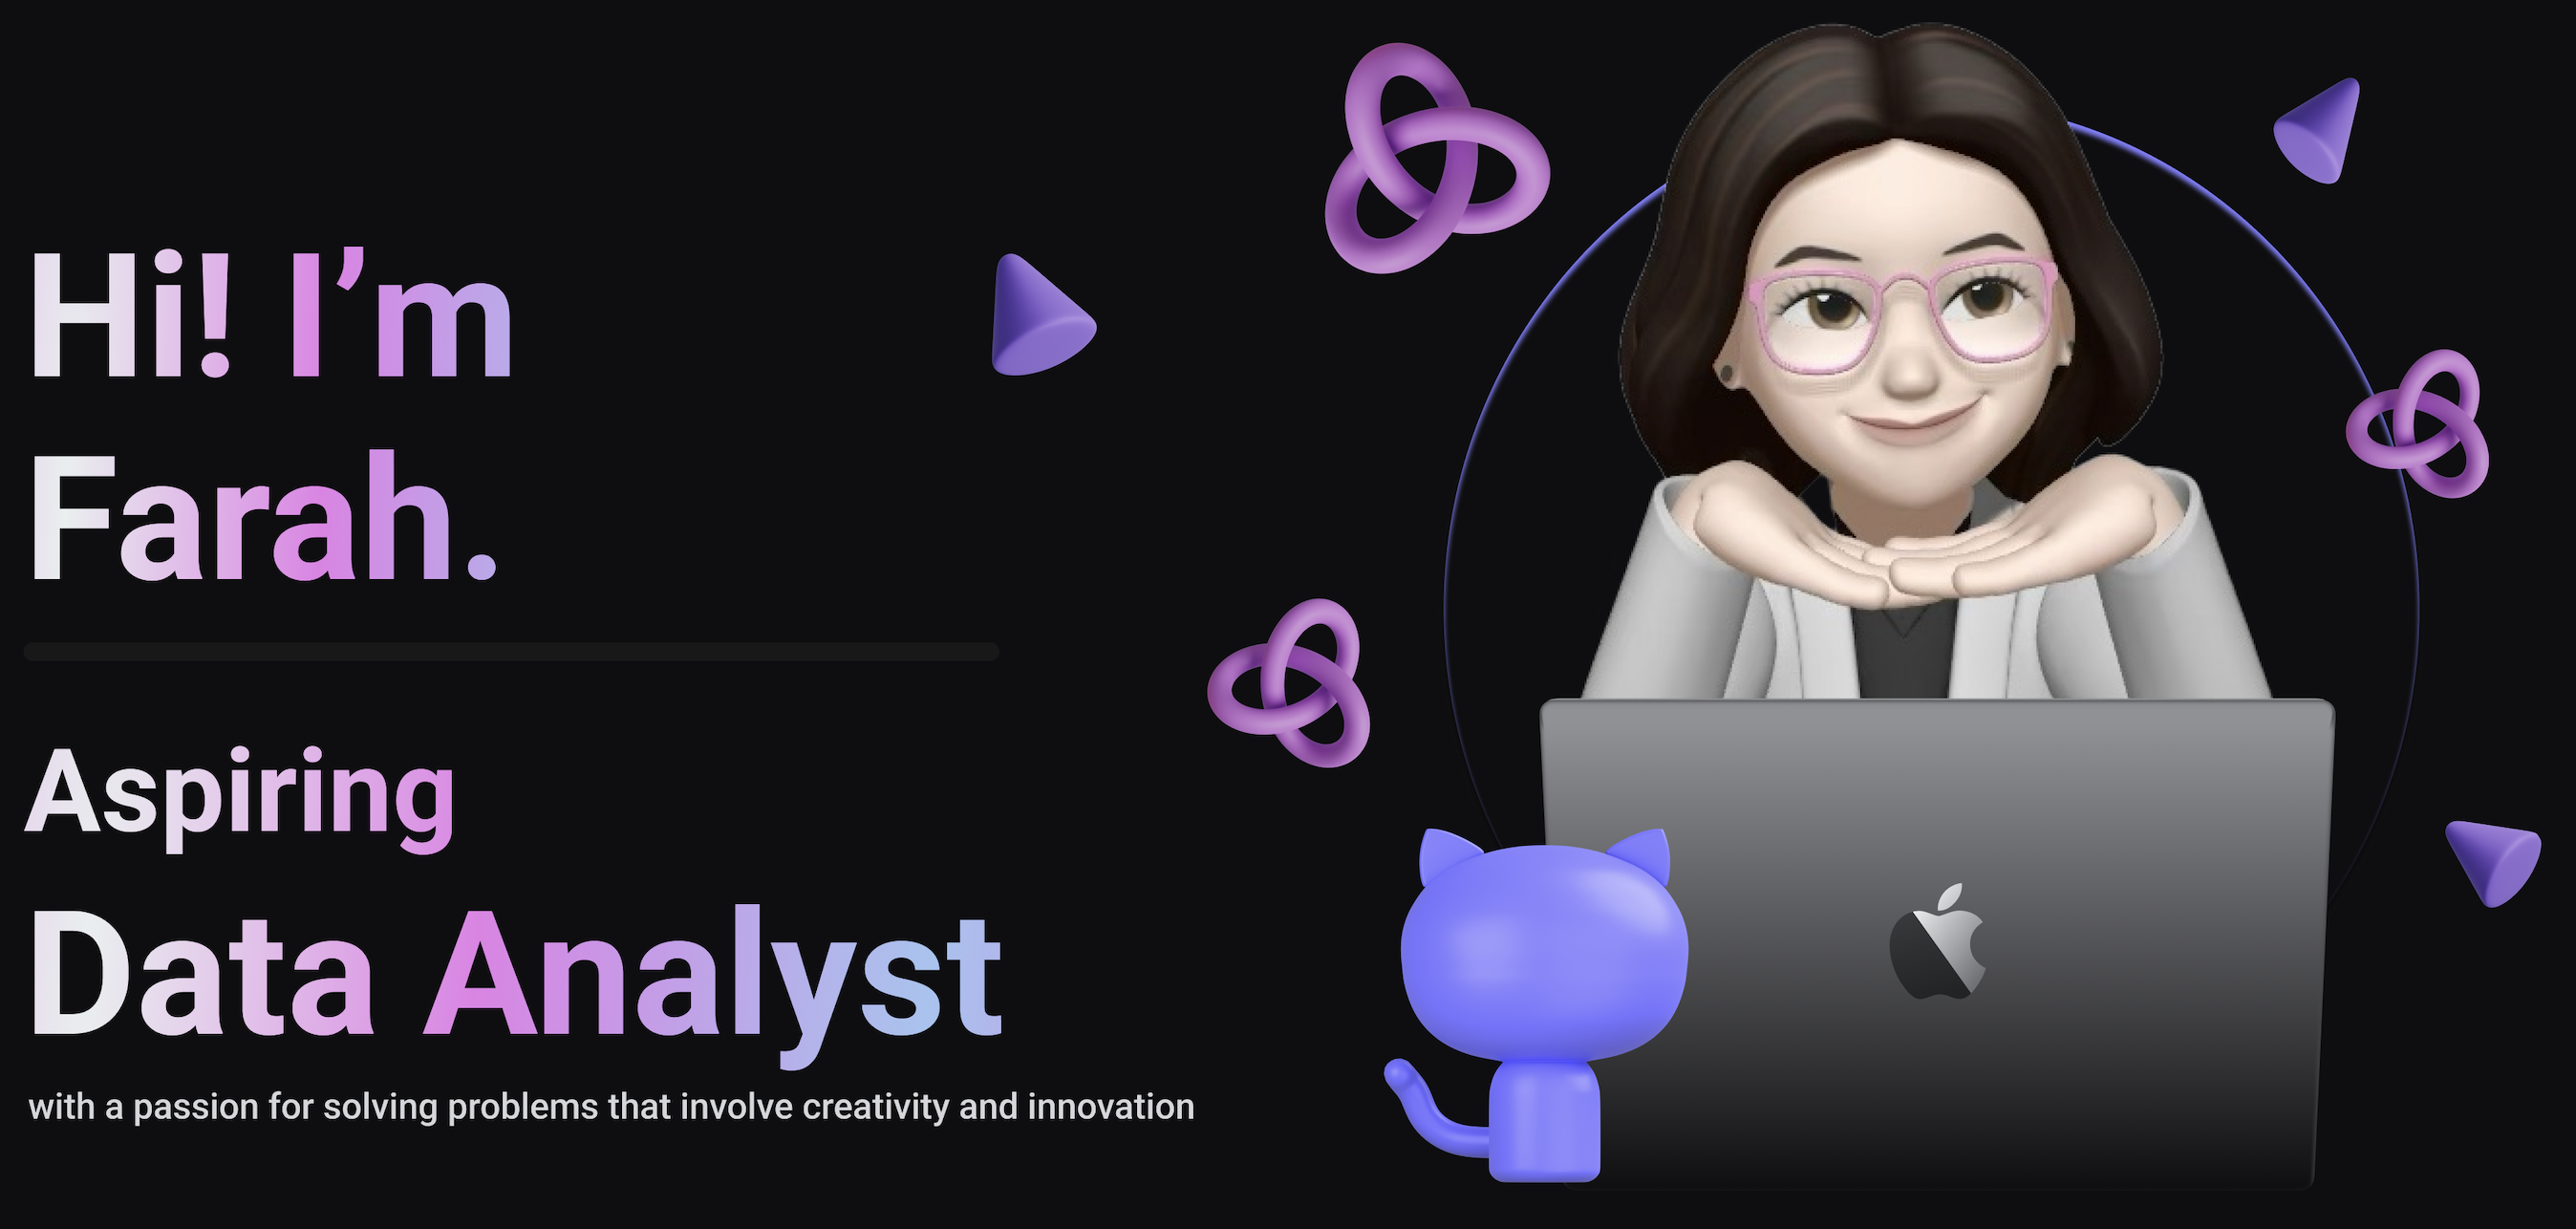 Hi! I’m
Farah.
Aspiring
Data Analyst
with a passion for solving problems that involve creativity and innovation